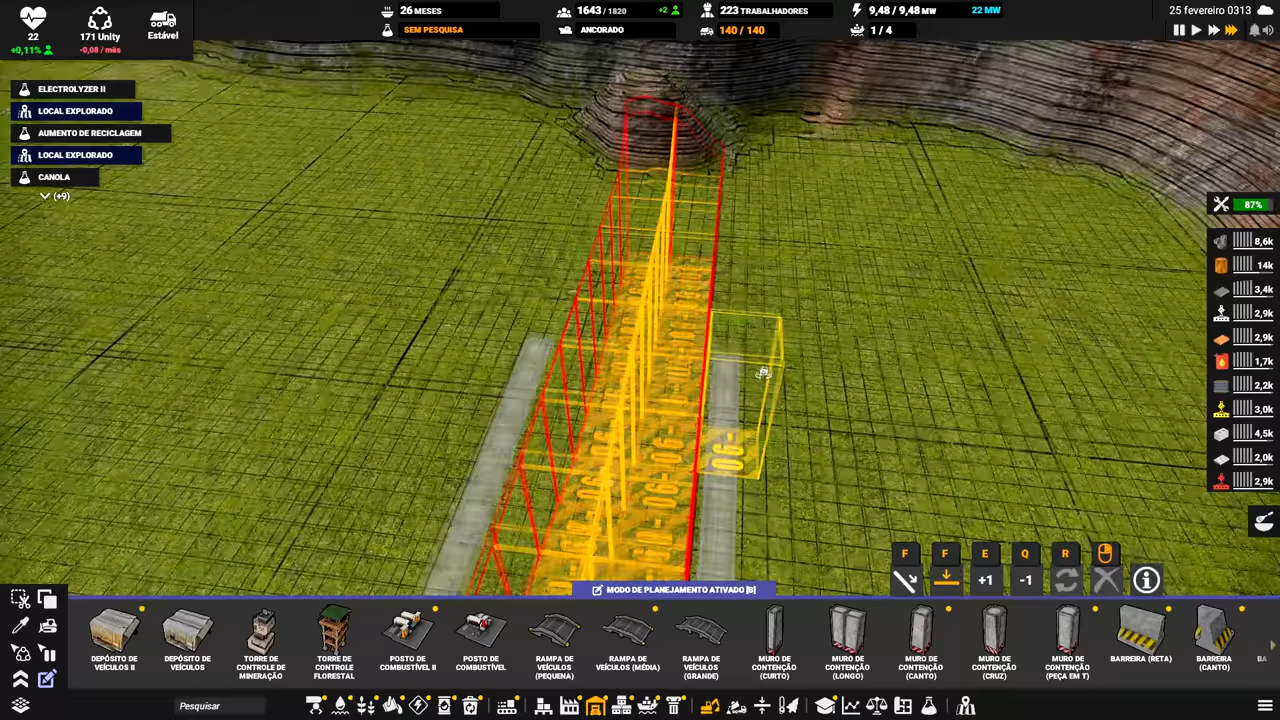 22
+0,11%
171 Unity
-0,08 / mês
Estável
26 MESES
SEM PESQUISA
1643 / 1820
+2
ANCORADO
223 TRABALHADORES
140 / 140
9,48 / 9,48 MW
22 MW
1 / 4
25 fevereiro 0313
ELECTROLYZER II
LOCAL EXPLORADO
AUMENTO DE RECICLAGEM
LOCAL EXPLORADO
CANOLA
(+9)
87%
8,6k
14k
3,4k
2,9k
2,9k
1,7k
2,2k
3,0k
4,5k
2,0k
2,9k
F
F
E
Q
R
+1
-1
MODO DE PLANEJAMENTO ATIVADO [B]
DEPÓSITO DE VEÍCULOS II
DEPÓSITO DE VEÍCULOS
TORRE DE CONTROLE DE MINERAÇÃO
TORRE DE CONTROLE FLORESTAL
POSTO DE COMBUSTÍVEL II
POSTO DE COMBUSTÍVEL
RAMPA DE VEÍCULOS (PEQUENA)
RAMPA DE VEÍCULOS (MÉDIA)
RAMPA DE VEÍCULOS (GRANDE)
MURO DE CONTENÇÃO (CURTO)
MURO DE CONTENÇÃO (LONGO)
MURO DE CONTENÇÃO (CANTO)
MURO DE CONTENÇÃO (CRUZ)
MURO DE CONTENÇÃO (PEÇA EM T)
BARREIRA (RETA)
BARREIRA (CANTO)
BA
Pesquisar